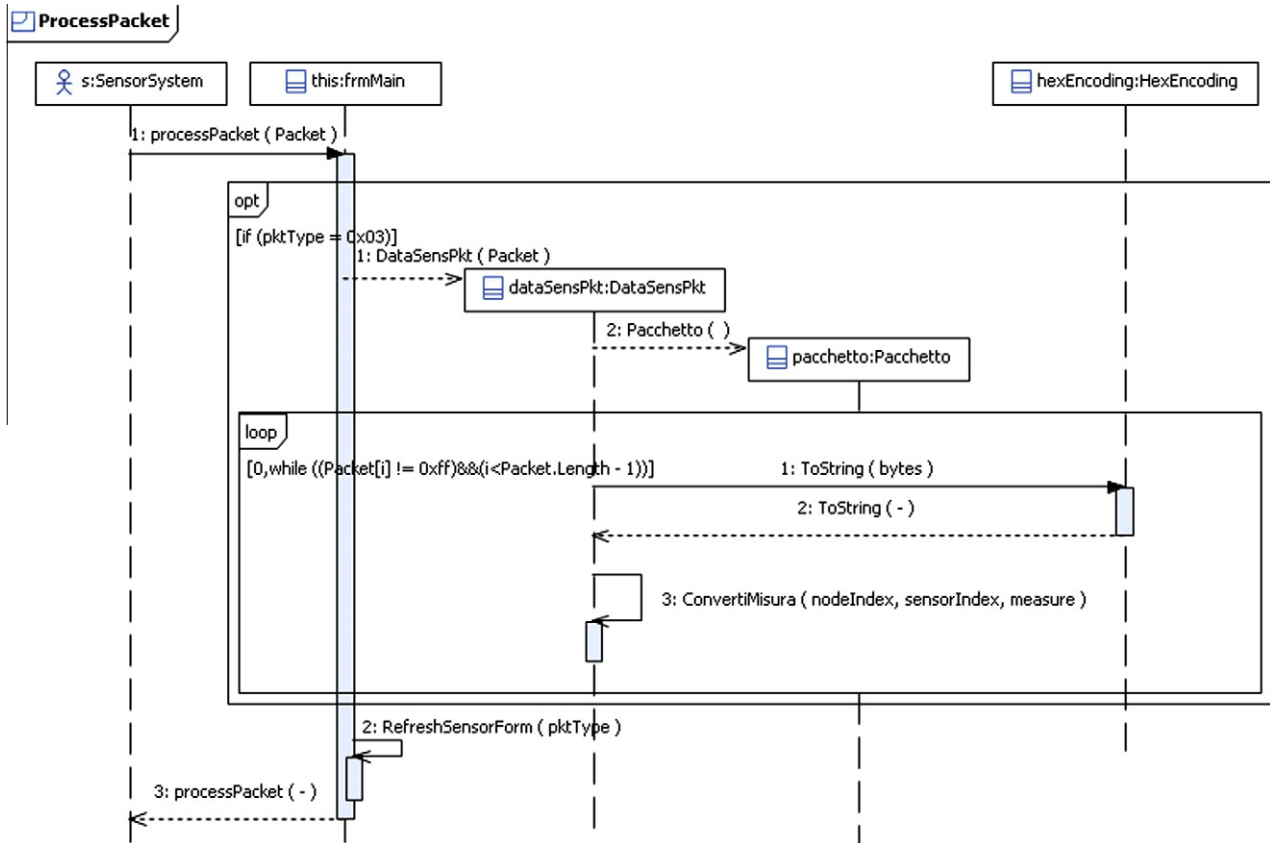 ProcessPacket
s:SensorSystem
this:frmMain
hexEncoding:HexEncoding
1: processPacket ( Packet )
opt
[if (pktType = 0x03)]
1: DataSensPkt ( Packet )
dataSensPkt:DataSensPkt
2: Pacchetto ( )
pacchetto:Pacchetto
loop
[0,while ((Packet[i] != 0xff)&&(i<Packet.Length - 1))]
1: ToString ( bytes )
2: ToString ( - )
3: ConvertiMisura ( nodeIndex, sensorIndex, measure )
2: RefreshSensorForm ( pktType )
3: processPacket ( - )